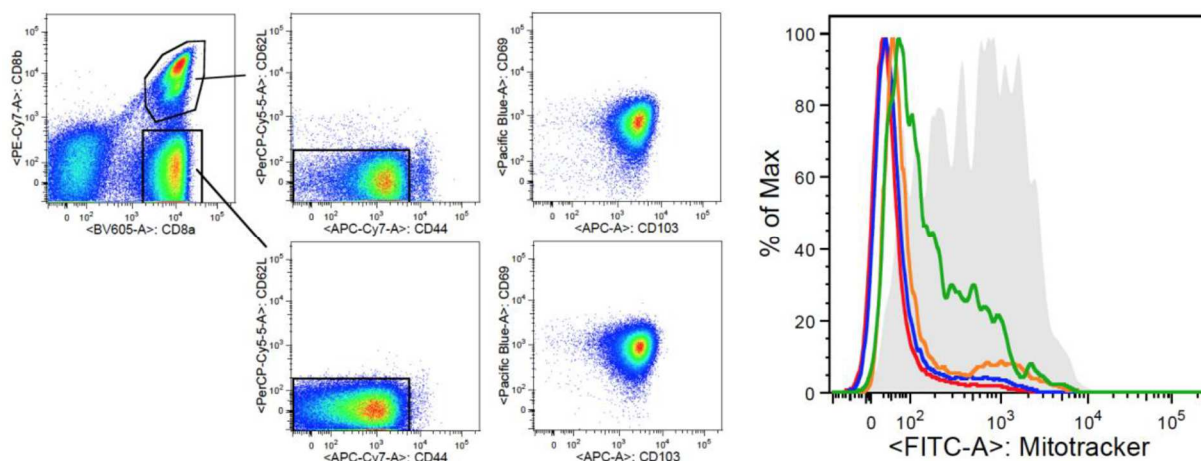 10⁵
10⁴
10³
10²
0
<PE-Cy7-A>: CD8b
0 10² 10³ 10⁴ 10⁵
<BV605-A>: CD8a
10⁵
10⁴
10³
10²
0
<PerCP-Cy5-5-A>: CD62L
0 10² 10³ 10⁴ 10⁵
<APC-Cy7-A>: CD44
10⁵
10⁴
10³
10²
0
<Pacific Blue-A>: CD69
0 10² 10³ 10⁴ 10⁵
<APC-A>: CD103
10⁵
10⁴
10³
10²
0
<PerCP-Cy5-5-A>: CD62L
0 10² 10³ 10⁴ 10⁵
<APC-Cy7-A>: CD44
10⁵
10⁴
10³
10²
0
<Pacific Blue-A>: CD69
0 10² 10³ 10⁴ 10⁵
<APC-A>: CD103
100
80
60
40
20
0
% of Max
0 10² 10³ 10⁴ 10⁵
<FITC-A>: Mitotracker